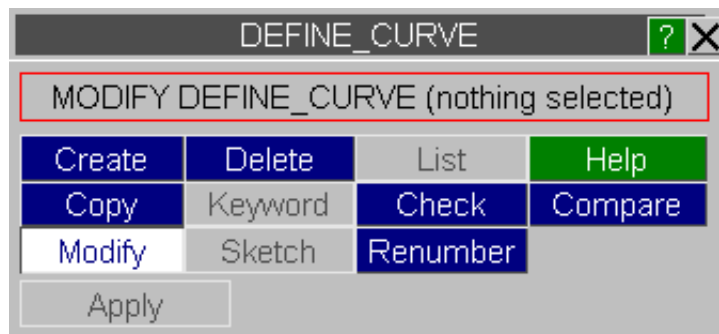 DEFINE_CURVE ? X
MODIFY DEFINE_CURVE (nothing selected)
Create Delete List Help
Copy Keyword Check Compare
Modify Sketch Renumber
Apply